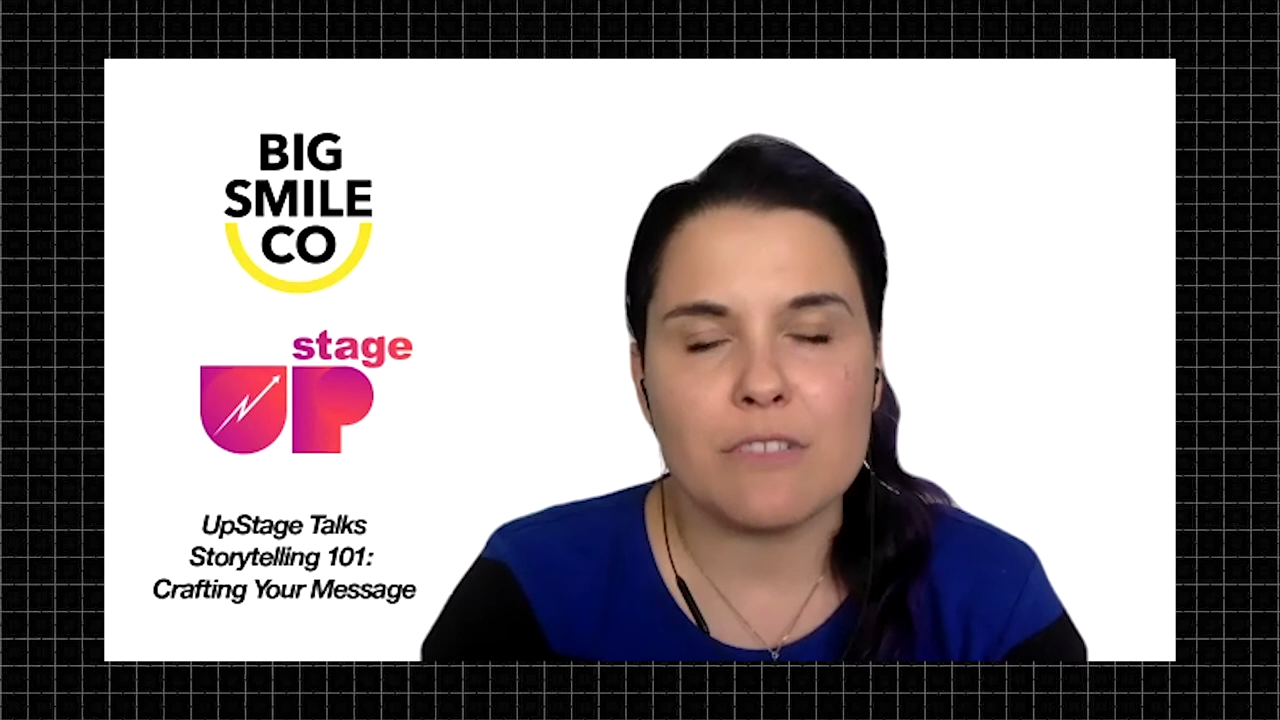 BIG
SMILE
CO
stage
UP
UpStage Talks
Storytelling 101:
Crafting Your Message